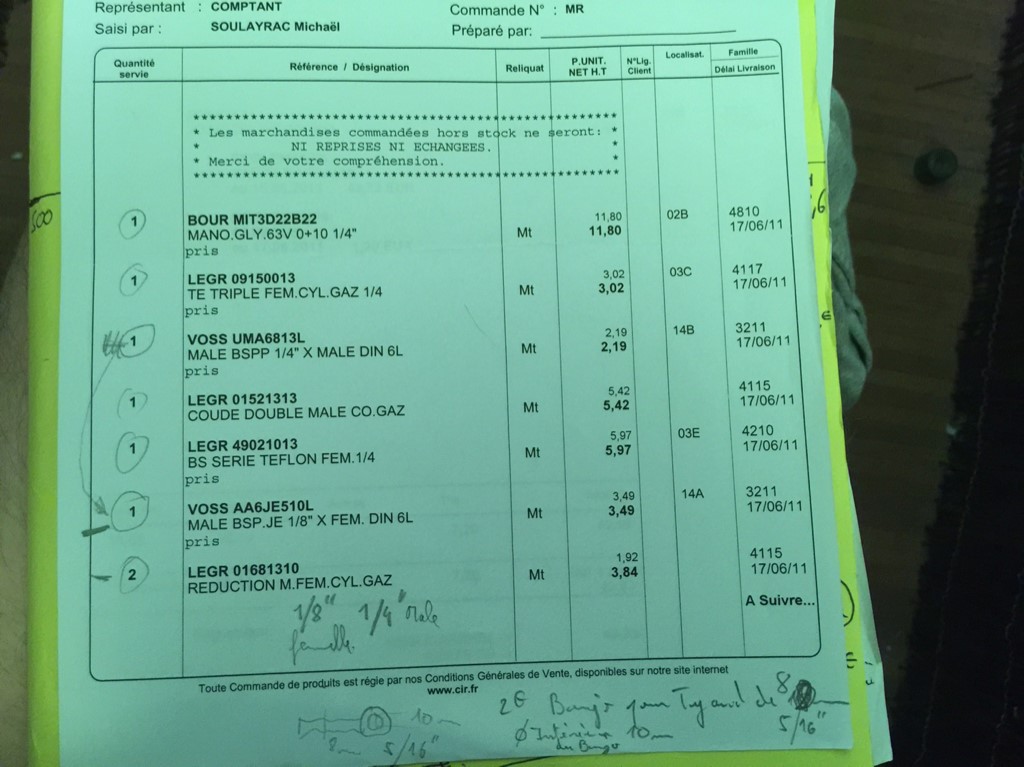 Représentant : COMPTANT
Commande N° : MR
Saisi par : SOULAYRAC Michaël
Préparé par:
Quantité servie
Référence / Désignation
Reliquat
P.UNIT. NET H.T
N°Lig. Client
Localisat.
Famille
Délai Livraison
* Les marchandises commandées hors stock ne seront: *
* NI REPRISES NI ECHANGEES. *
* Merci de votre compréhension. *
500
1 BOUR MIT3D22B22 11,80 02B 4810
MANO.GLY.63V 0+10 1/4" Mt 11,80 17/06/11
pris
1 LEGR 09150013 3,02 03C 4117
TE TRIPLE FEM.CYL.GAZ 1/4 Mt 3,02 17/06/11
pris
1 VOSS UMA6813L 2,19 14B 3211
MALE BSPP 1/4" X MALE DIN 6L Mt 2,19 17/06/11
pris
1 LEGR 01521313 5,42 4115
COUDE DOUBLE MALE CO.GAZ Mt 5,42 17/06/11
1 LEGR 49021013 5,97 03E 4210
BS SERIE TEFLON FEM.1/4 Mt 5,97 17/06/11
pris
1 VOSS AA6JE510L 3,49 14A 3211
MALE BSP.JE 1/8" X FEM. DIN 6L Mt 3,49 17/06/11
pris
2 LEGR 01681310 1,92 4115
REDUCTION M.FEM.CYL.GAZ Mt 3,84 17/06/11
A Suivre...
1/8" 1/4" Male
femelle
Toute Commande de produits est régie par nos Conditions Générales de Vente, disponibles sur notre site internet
www.cir.fr
2 Banjo pour Tuyau de 8
5/16"
Ø Intérieur 10 mm
du Banjo
10 mm
8 mm 5/16"